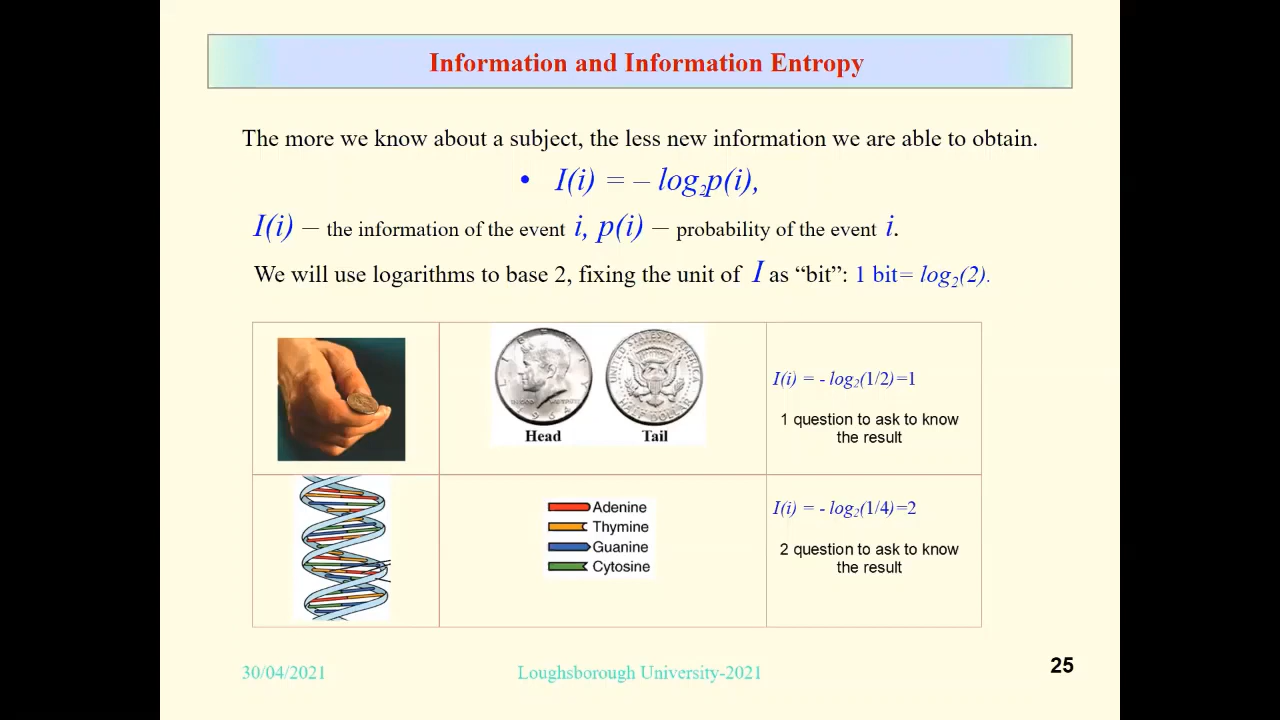 Information and Information Entropy
The more we know about a subject, the less new information we are able to obtain.
• I(i) = – log₂p(i),
I(i) – the information of the event i, p(i) – probability of the event i.
We will use logarithms to base 2, fixing the unit of I as “bit”: 1 bit= log₂(2).
Head Tail
I(i) = - log₂(1/2)=1
1 question to ask to know
the result
Adenine
Thymine
Guanine
Cytosine
I(i) = - log₂(1/4)=2
2 question to ask to know
the result
30/04/2021 Loughsborough University-2021 25